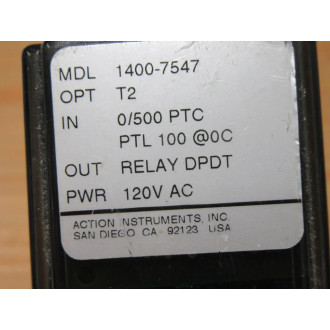 MDL 1400-7547
OPT T2
IN 0/500 PTC
PTL 100 @0C
OUT RELAY DPDT
PWR 120V AC
ACTION INSTRUMENTS, INC.
SAN DIEGO CA 92123 USA